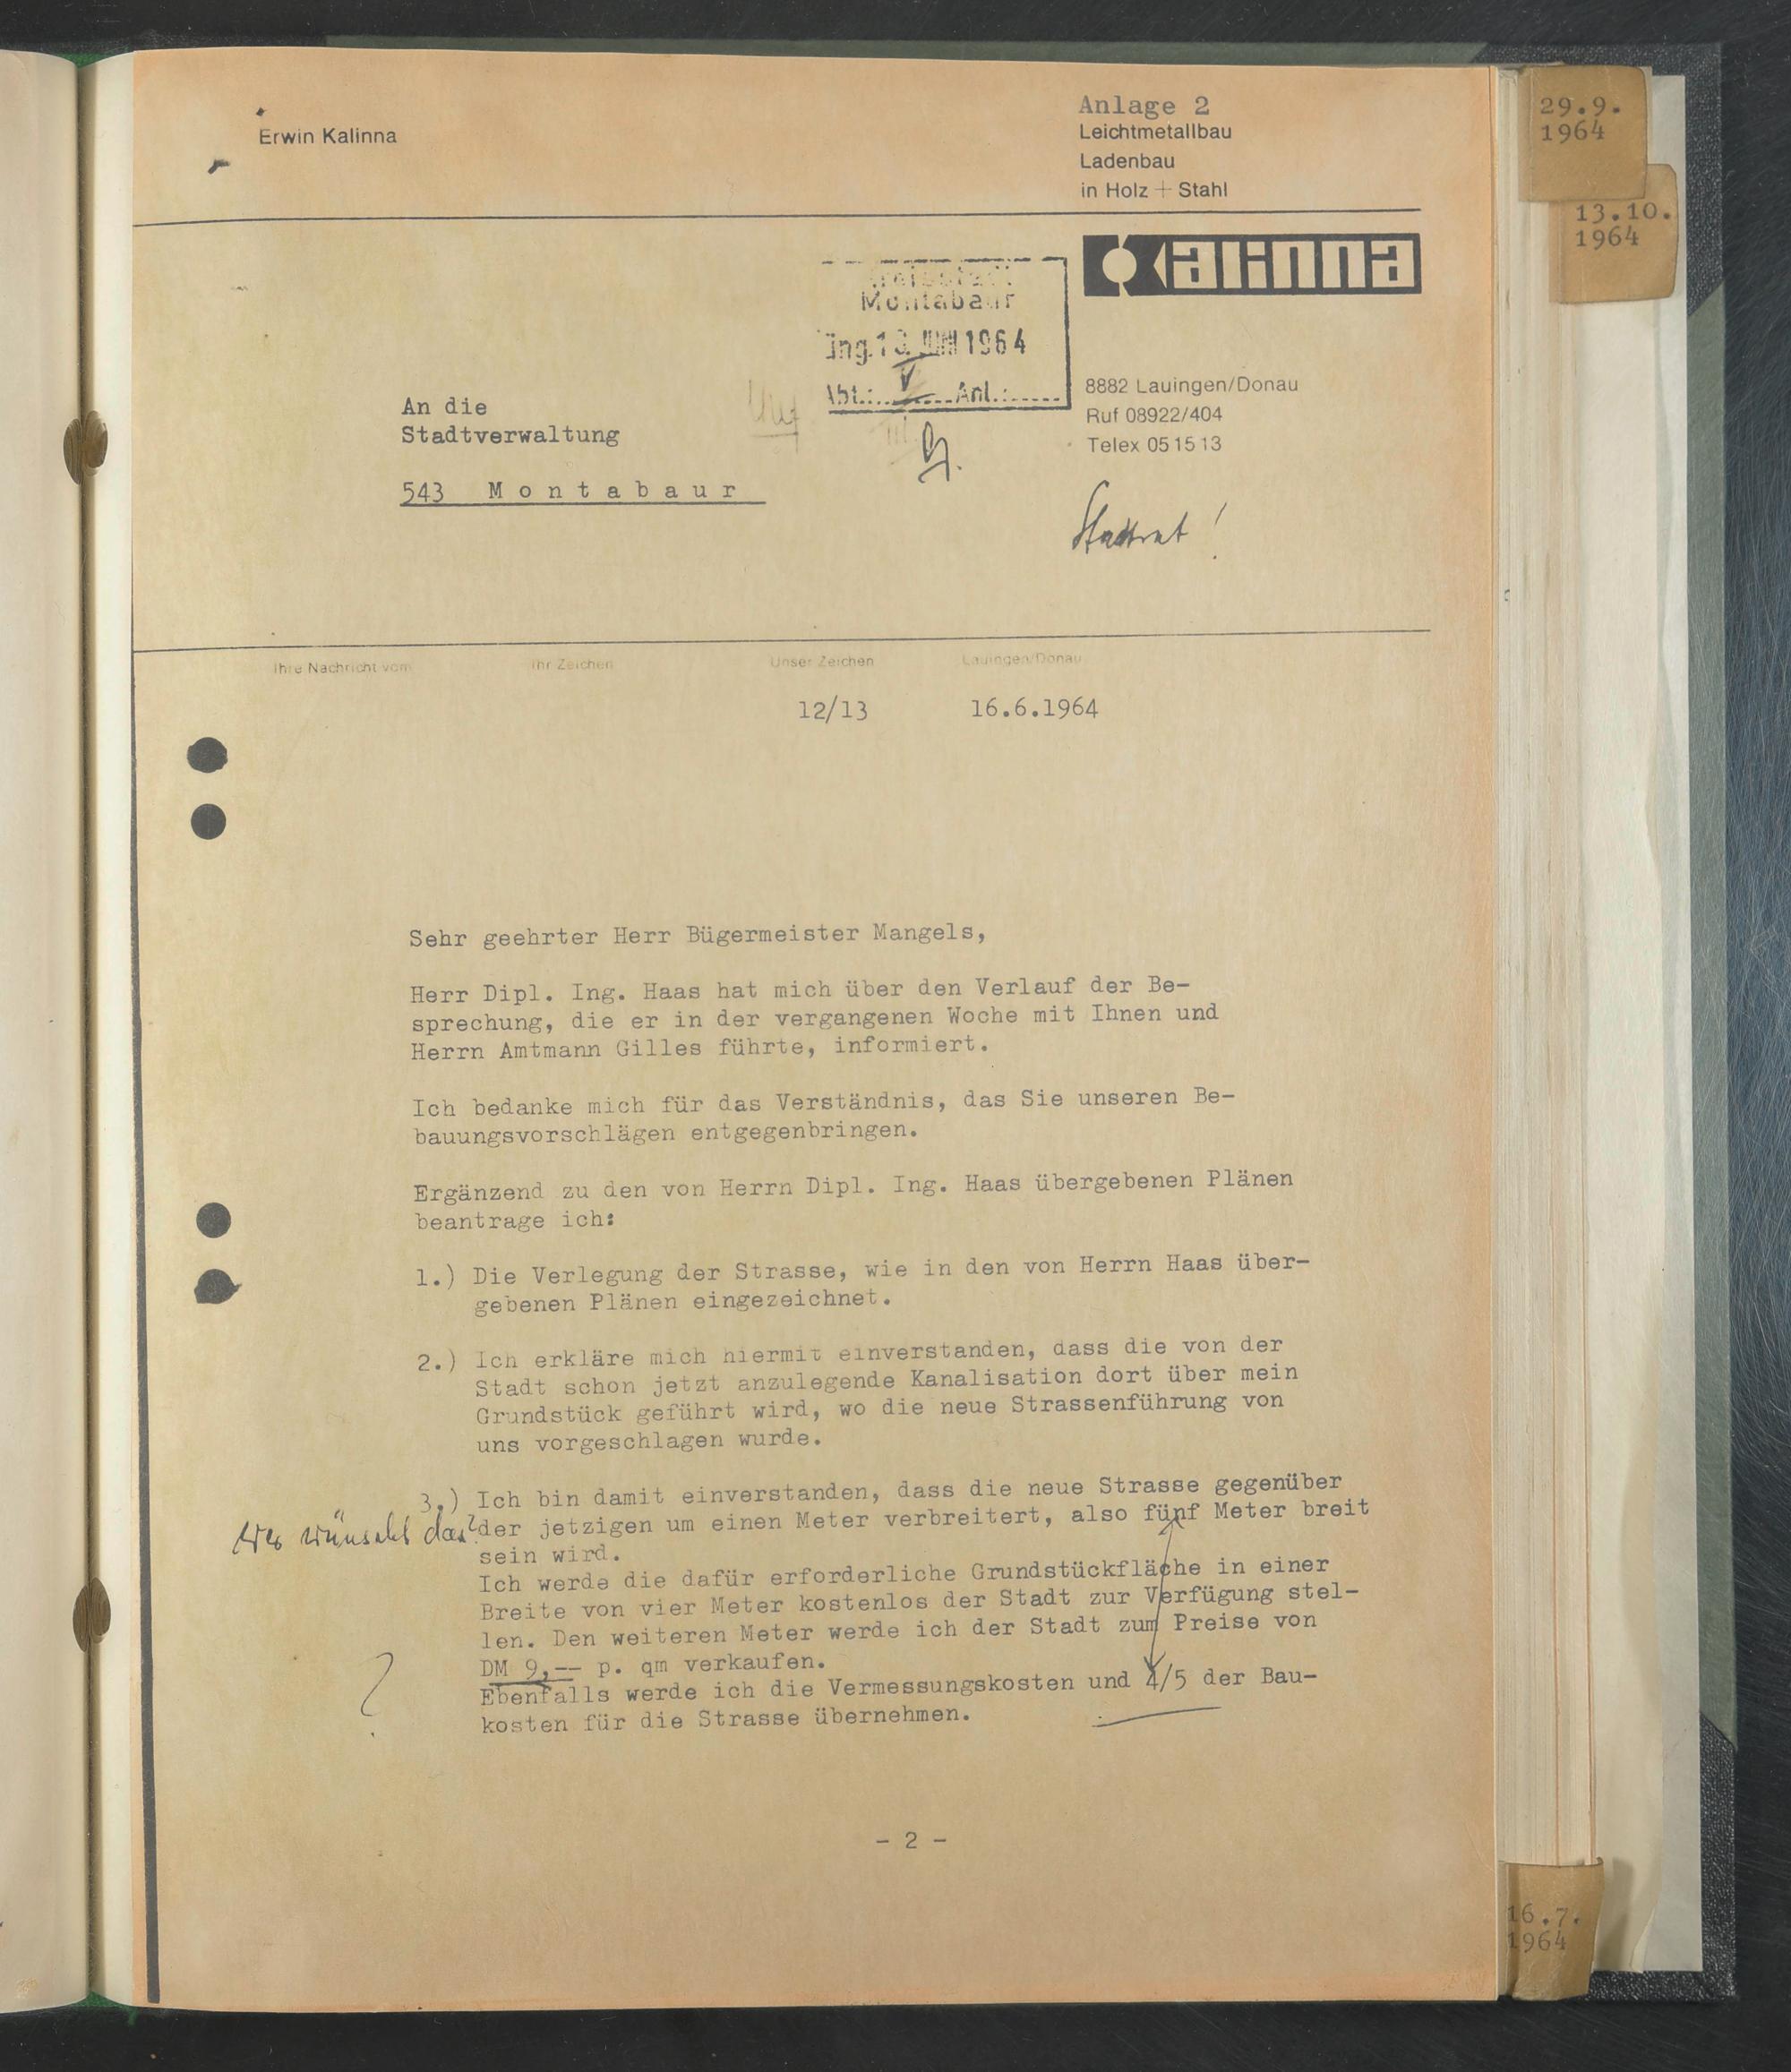 Anlage 2
Erwin Kalinna
Leichtmetallbau
Ladenbau
in Holz + Stahl
29.9.
1964
13.10.
1964
Kalinna
Montabaur
Eing. 1964
Abt.: V Anl.:
8882 Lauingen/Donau
Ruf 08922/404
Telex 05 15 13
An die
Stadtverwaltung
543 Montabaur
Stadtrat!
Ihre Nachricht vom
Ihr Zeichen
Unser Zeichen
Lauingen/Donau
12/13
16.6.1964
Sehr geehrter Herr Bügermeister Mangels,
Herr Dipl. Ing. Haas hat mich über den Verlauf der Be-
sprechung, die er in der vergangenen Woche mit Ihnen und
Herrn Amtmann Gilles führte, informiert.
Ich bedanke mich für das Verständnis, das Sie unseren Be-
bauungsvorschlägen entgegenbringen.
Ergänzend zu den von Herrn Dipl. Ing. Haas übergebenen Plänen
beantrage ich:
1.) Die Verlegung der Strasse, wie in den von Herrn Haas über-
gebenen Plänen eingezeichnet.
2.) Ich erkläre mich hiermit einverstanden, dass die von der
Stadt schon jetzt anzulegende Kanalisation dort über mein
Grundstück geführt wird, wo die neue Strassenführung von
uns vorgeschlagen wurde.
3.) Ich bin damit einverstanden, dass die neue Strasse gegenüber
Wer wünscht das?
der jetzigen um einen Meter verbreitert, also fünf Meter breit
sein wird.
Ich werde die dafür erforderliche Grundstückfläche in einer
Breite von vier Meter kostenlos der Stadt zur Verfügung stel-
len. Den weiteren Meter werde ich der Stadt zum Preise von
DM 9,-- p. qm verkaufen.
?
Ebenfalls werde ich die Vermessungskosten und 4/5 der Bau-
kosten für die Strasse übernehmen.
- 2 -
16.7.
1964